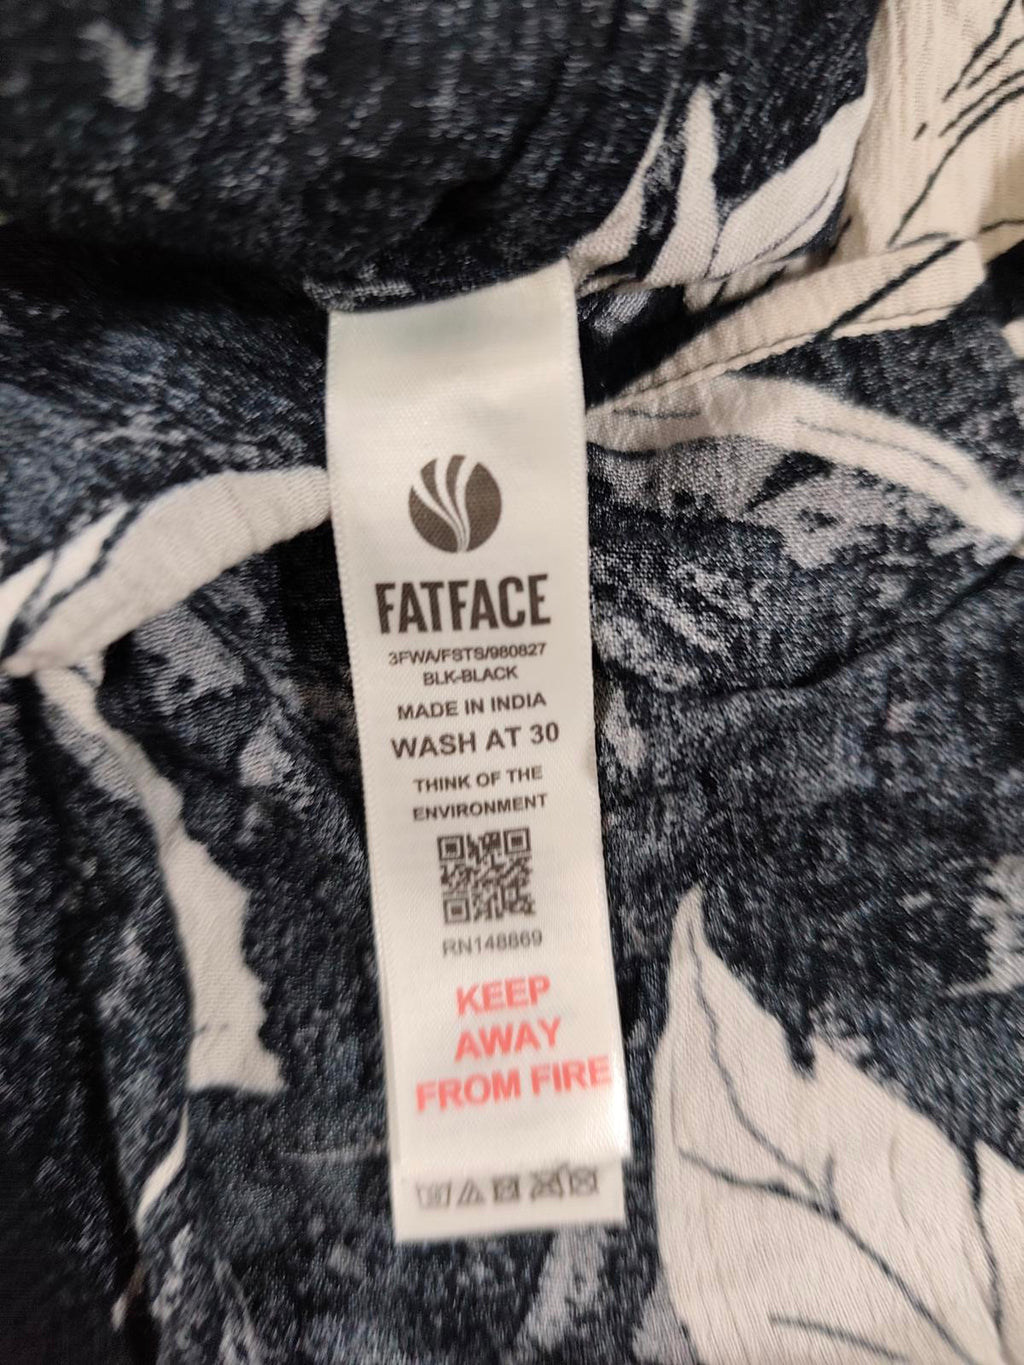 FATFACE
3FWA/FSTS/980827
BLK-BLACK
MADE IN INDIA
WASH AT 30
THINK OF THE
ENVIRONMENT
RN148869
KEEP
AWAY
FROM FIRE